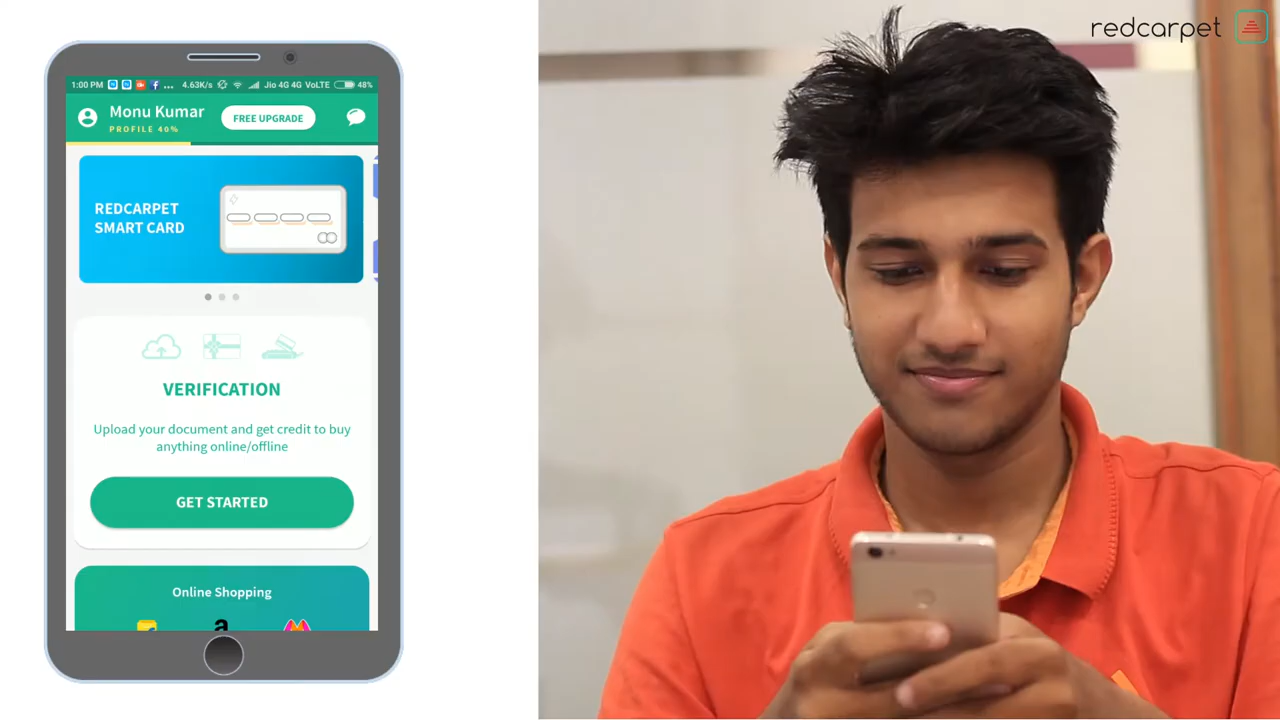 redcarpet
1:00 PM ... 4.63K/s Jio 4G 4G VoLTE 48%
Monu Kumar
PROFILE 40%
FREE UPGRADE
REDCARPET
SMART CARD
VERIFICATION
Upload your document and get credit to buy
anything online/offline
GET STARTED
Online Shopping